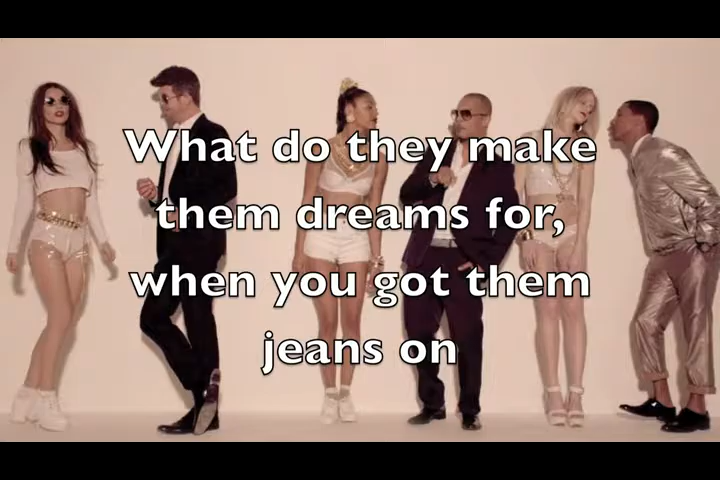 What do they make
them dreams for,
when you got them
jeans on